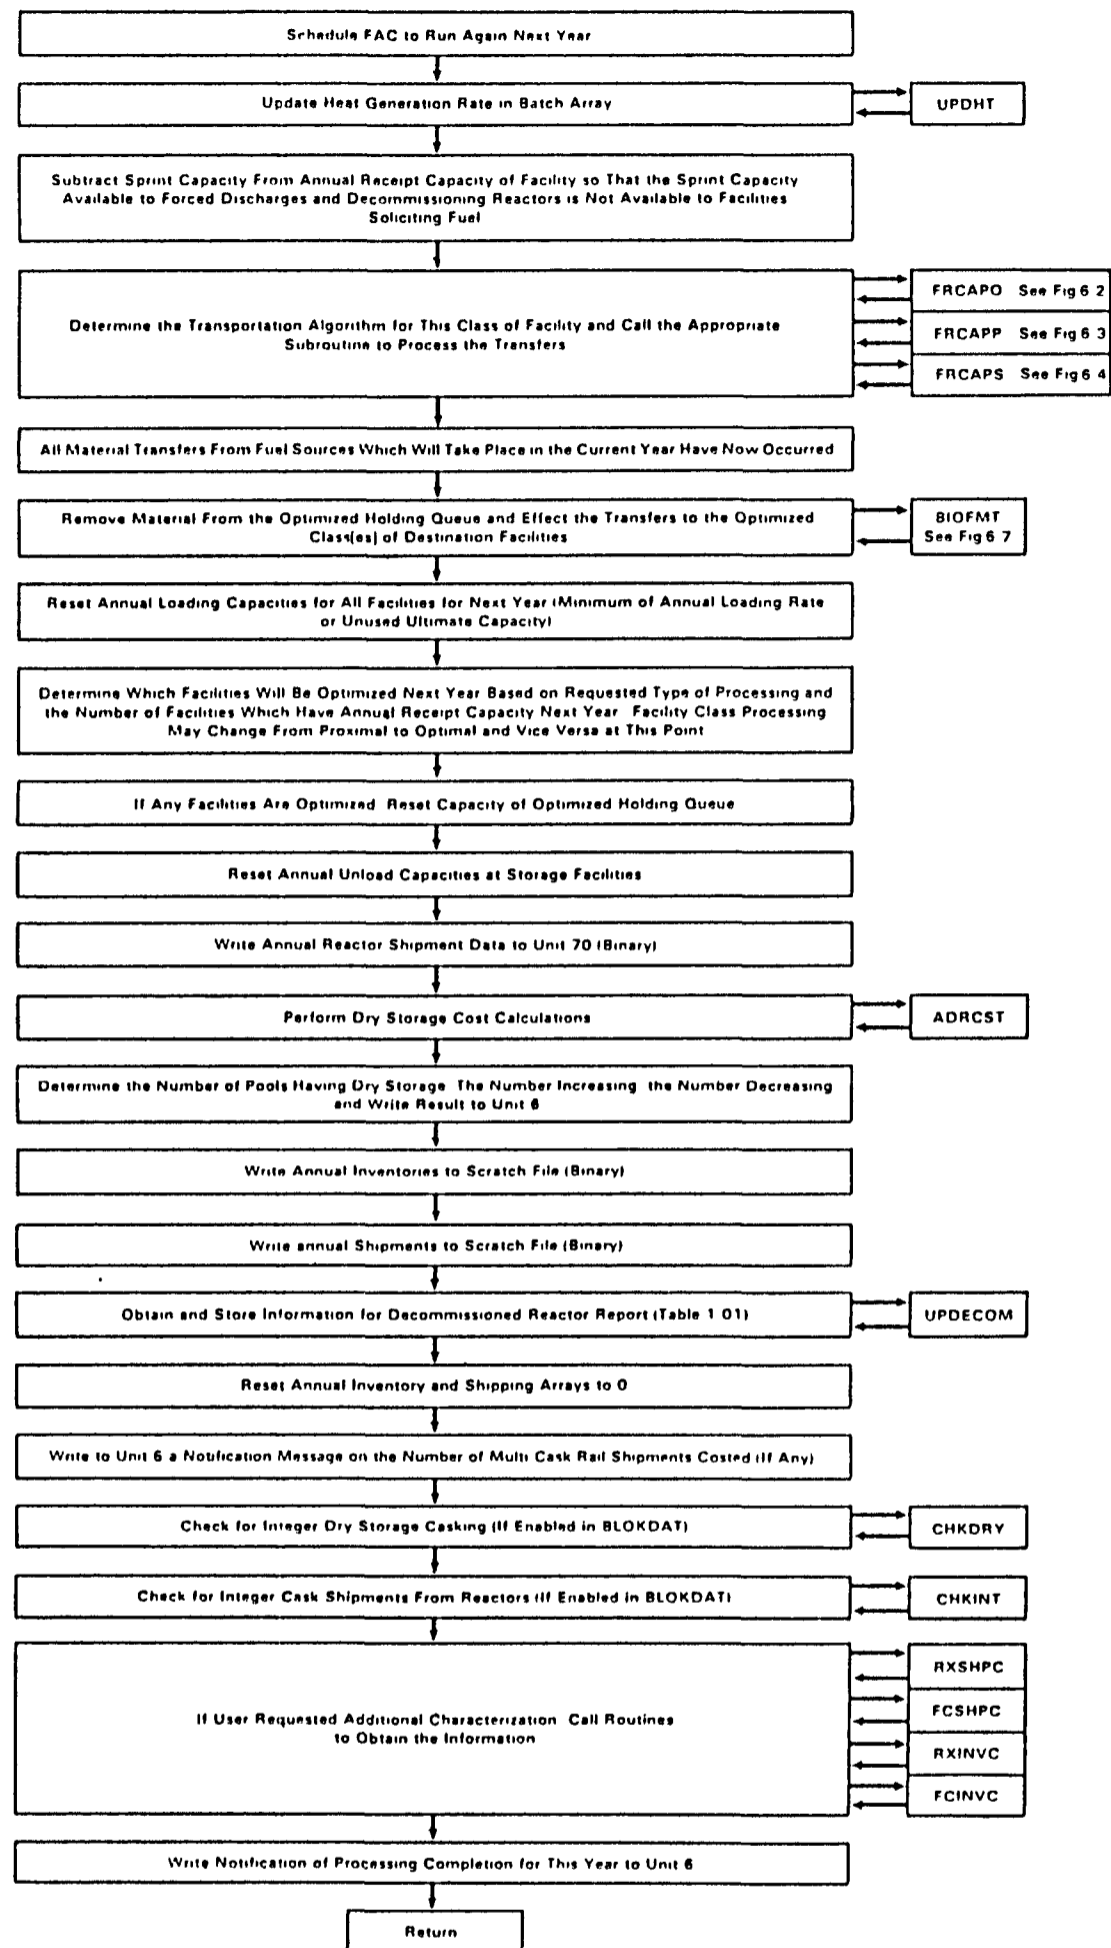 Schedule FAC to Run Again Next Year
Update Heat Generation Rate in Batch Array
UPDHT
Subtract Sprint Capacity From Annual Receipt Capacity of Facility so That the Sprint Capacity
Available to Forced Discharges and Decommissioning Reactors is Not Available to Facilities
Soliciting Fuel
Determine the Transportation Algorithm for This Class of Facility and Call the Appropriate
Subroutine to Process the Transfers
FRCAPO See Fig 6 2
FRCAPP See Fig 6 3
FRCAPS See Fig 6 4
All Material Transfers From Fuel Sources Which Will Take Place in the Current Year Have Now Occurred
Remove Material From the Optimized Holding Queue and Effect the Transfers to the Optimized
Class(es) of Destination Facilities
BIOFMT
See Fig 6 7
Reset Annual Loading Capacities for All Facilities for Next Year (Minimum of Annual Loading Rate
or Unused Ultimate Capacity)
Determine Which Facilities Will Be Optimized Next Year Based on Requested Type of Processing and
the Number of Facilities Which Have Annual Receipt Capacity Next Year Facility Class Processing
May Change From Proximal to Optimal and Vice Versa at This Point
If Any Facilities Are Optimized Reset Capacity of Optimized Holding Queue
Reset Annual Unload Capacities at Storage Facilities
Write Annual Reactor Shipment Data to Unit 70 (Binary)
Perform Dry Storage Cost Calculations
ADRCST
Determine the Number of Pools Having Dry Storage The Number Increasing the Number Decreasing
and Write Result to Unit 6
Write Annual Inventories to Scratch File (Binary)
Write annual Shipments to Scratch File (Binary)
Obtain and Store Information for Decommissioned Reactor Report (Table 1 01)
UPDECOM
Reset Annual Inventory and Shipping Arrays to 0
Write to Unit 6 a Notification Message on the Number of Multi Cask Rail Shipments Costed (If Any)
Check for Integer Dry Storage Casking (If Enabled in BLOKDAT)
CHKDRY
Check for Integer Cask Shipments From Reactors (If Enabled in BLOKDAT)
CHKINT
If User Requested Additional Characterization Call Routines
to Obtain the Information
RXSHPC
FCSHPC
RXINVC
FCINVC
Write Notification of Processing Completion for This Year to Unit 6
Return